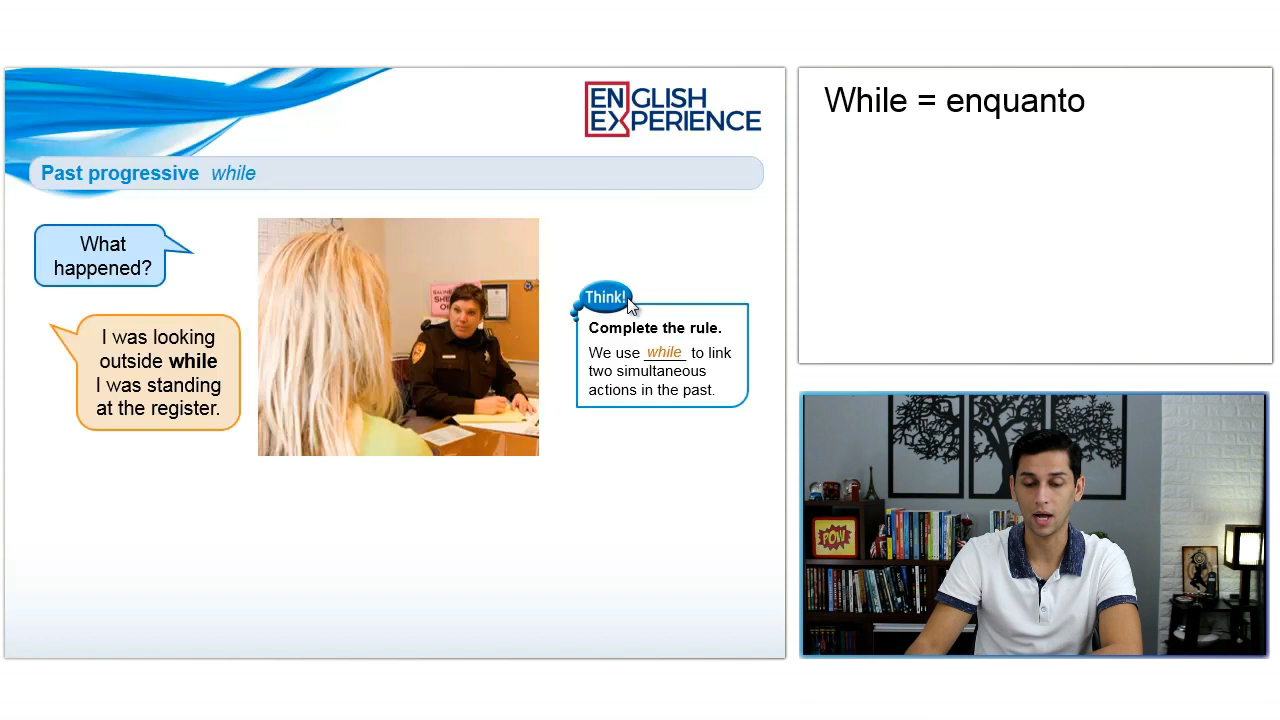 ENGLISH
EXPERIENCE
Past progressive while
What
happened?
I was looking
outside while
I was standing
at the register.
Think!
Complete the rule.
We use while to link
two simultaneous
actions in the past.
While = enquanto
POW